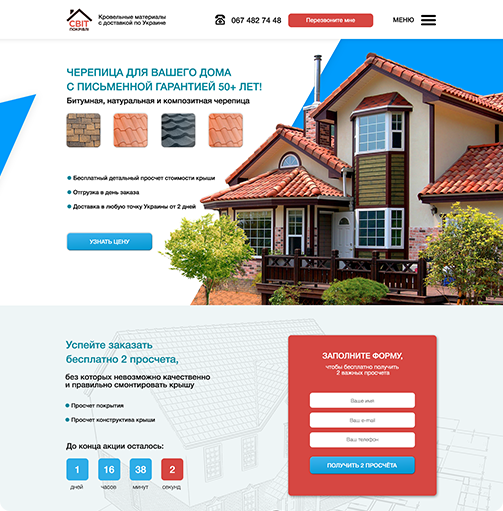 СВІТ
ПОКРІВЛІ
Кровельные материалы
с доставкой по Украине
067 482 74 48
Перезвоните мне
МЕНЮ
ЧЕРЕПИЦА ДЛЯ ВАШЕГО ДОМА
С ПИСЬМЕННОЙ ГАРАНТИЕЙ 50+ ЛЕТ!
Битумная, натуральная и композитная черепица
Бесплатный детальный просчет стоимости крыши
Отгрузка в день заказа
Доставка в любую точку Украины от 2 дней
УЗНАТЬ ЦЕНУ
Успейте заказать
бесплатно 2 просчета,
без которых невозможно качественно
и правильно смонтировать крышу
Просчет покрытия
Просчет конструктива крыши
До конца акции осталось:
1 16 38 2
дней часов минут секунд
ЗАПОЛНИТЕ ФОРМУ,
чтобы бесплатно получить
2 важных просчета
Ваше имя
Ваш e-mail
Ваш телефон
ПОЛУЧИТЬ 2 ПРОСЧЁТА